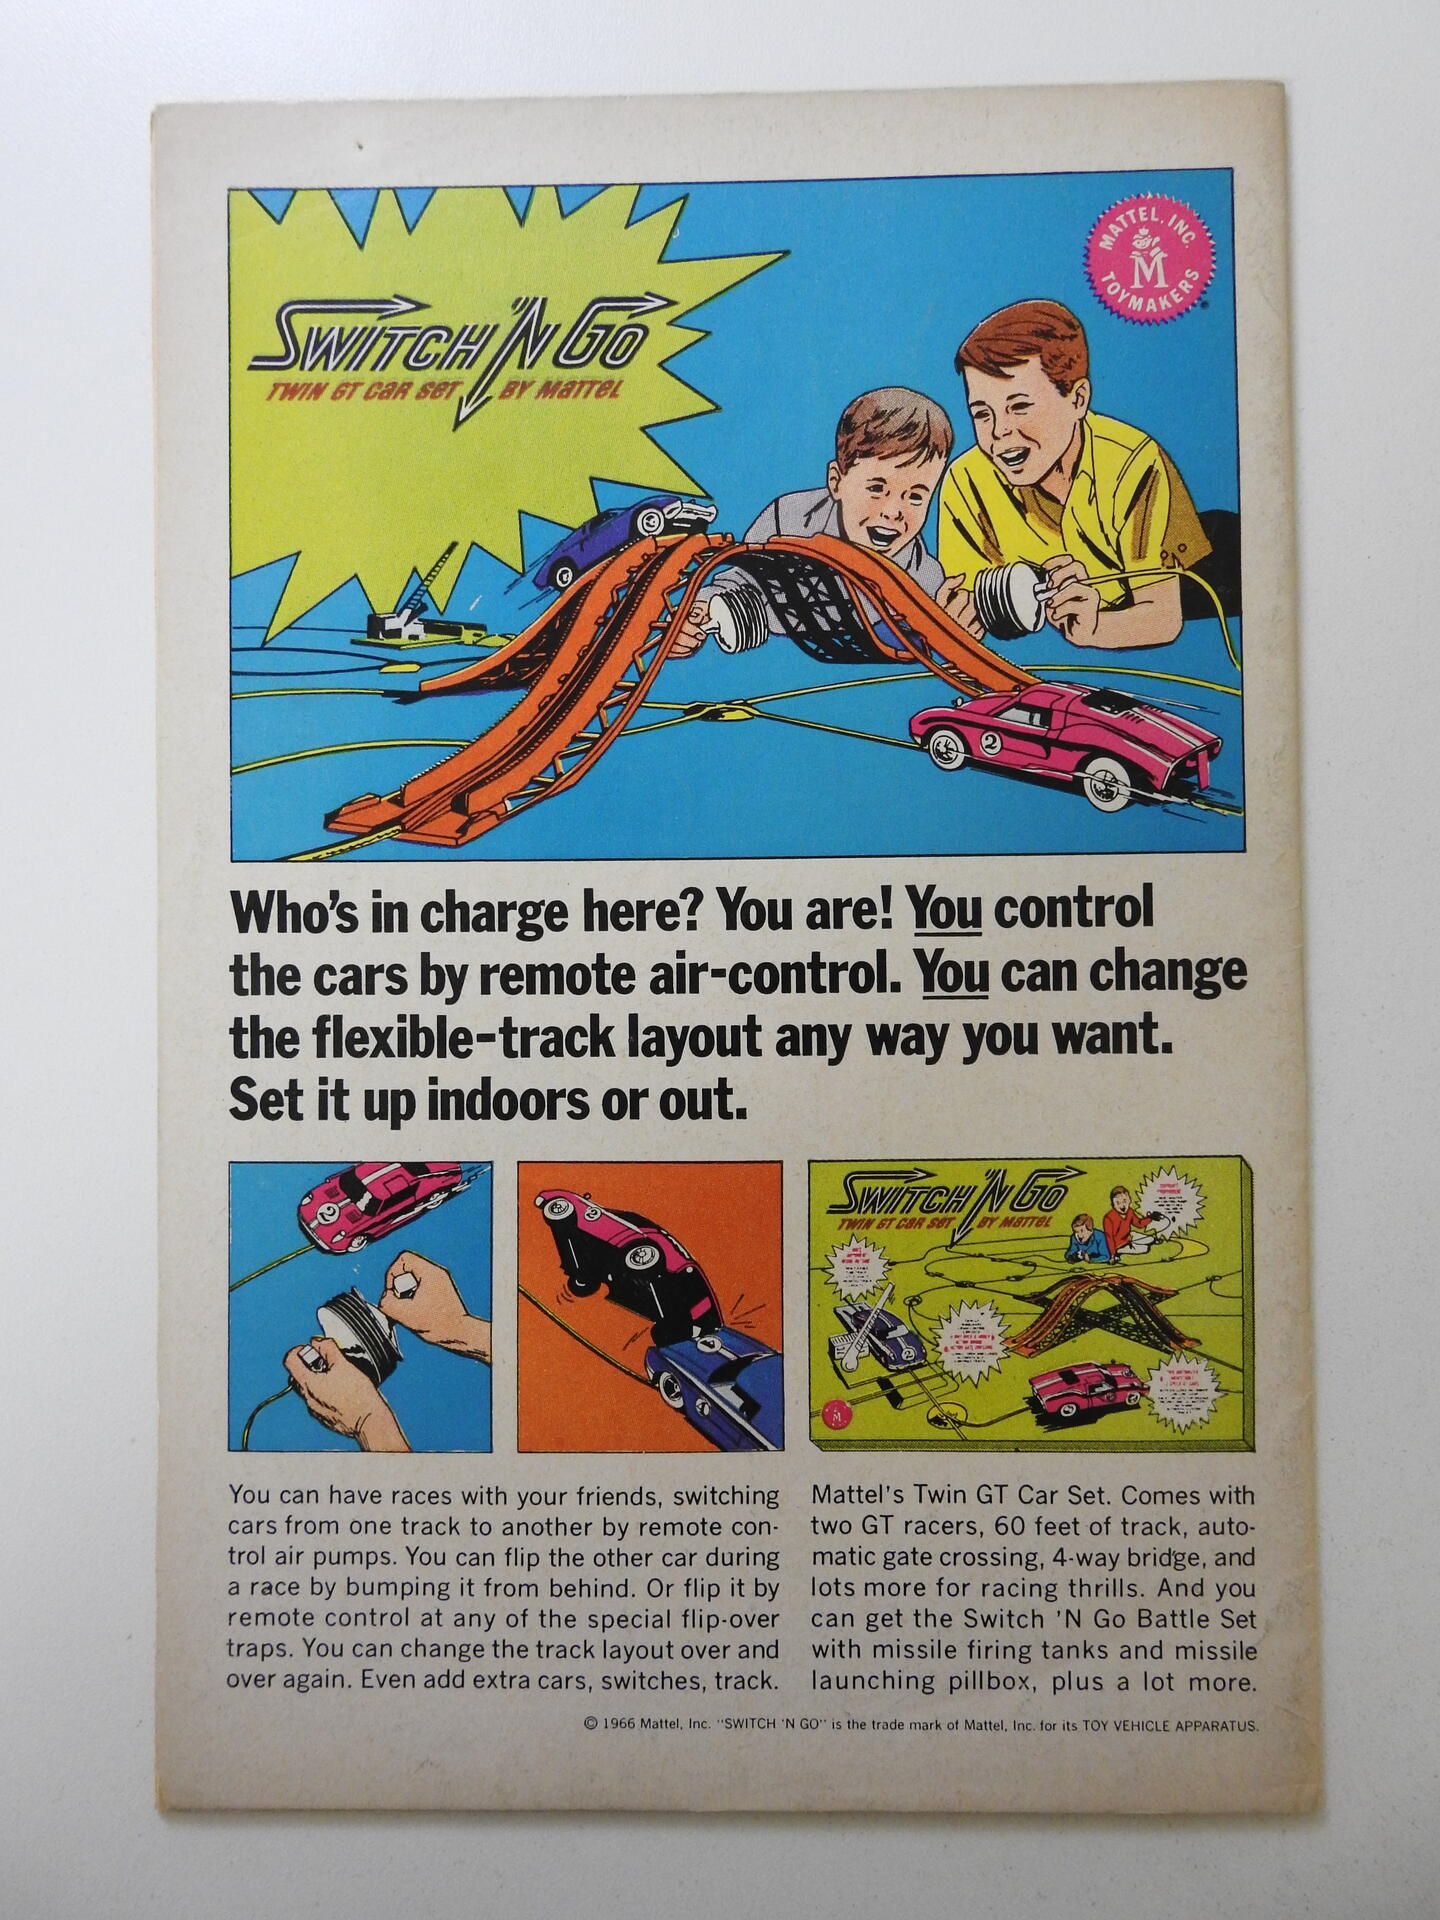 SWITCH 'N GO
TWIN GT CAR SET BY MATTEL
MATTEL, INC.
M
TOYMAKERS
®
2
Who's in charge here? You are! You control
the cars by remote air-control. You can change
the flexible-track layout any way you want.
Set it up indoors or out.
2
2
SWITCH 'N GO
TWIN GT CAR SET BY MATTEL
2
M
You can have races with your friends, switching
cars from one track to another by remote con-
trol air pumps. You can flip the other car during
a race by bumping it from behind. Or flip it by
remote control at any of the special flip-over
traps. You can change the track layout over and
over again. Even add extra cars, switches, track.
Mattel's Twin GT Car Set. Comes with
two GT racers, 60 feet of track, auto-
matic gate crossing, 4-way bridge, and
lots more for racing thrills. And you
can get the Switch 'N Go Battle Set
with missile firing tanks and missile
launching pillbox, plus a lot more.
© 1966 Mattel, Inc. "SWITCH 'N GO" is the trade mark of Mattel, Inc. for its TOY VEHICLE APPARATUS.